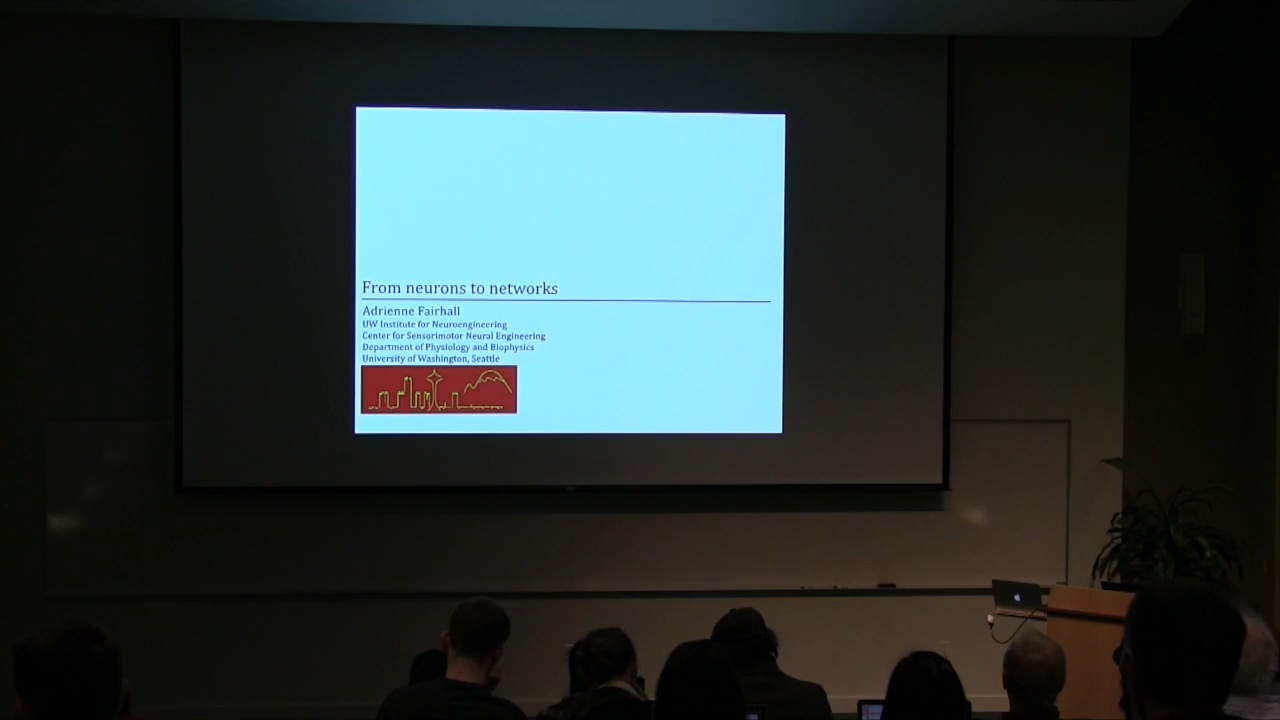 From neurons to networks
Adrienne Fairhall
UW Institute for Neuroengineering
Center for Sensorimotor Neural Engineering
Department of Physiology and Biophysics
University of Washington, Seattle